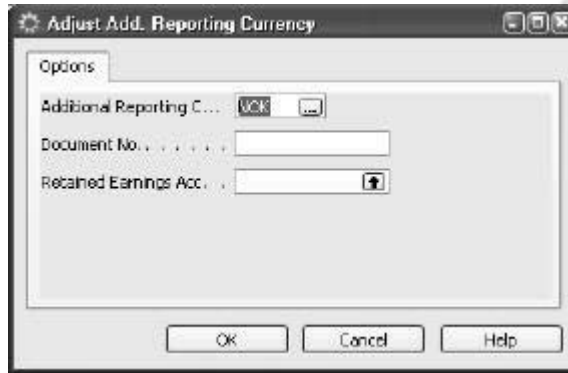 Adjust Add. Reporting Currency
Options
Additional Reporting C... NOK ...
Document No. . . . . . .
Retained Earnings Acc. . .
OK Cancel Help